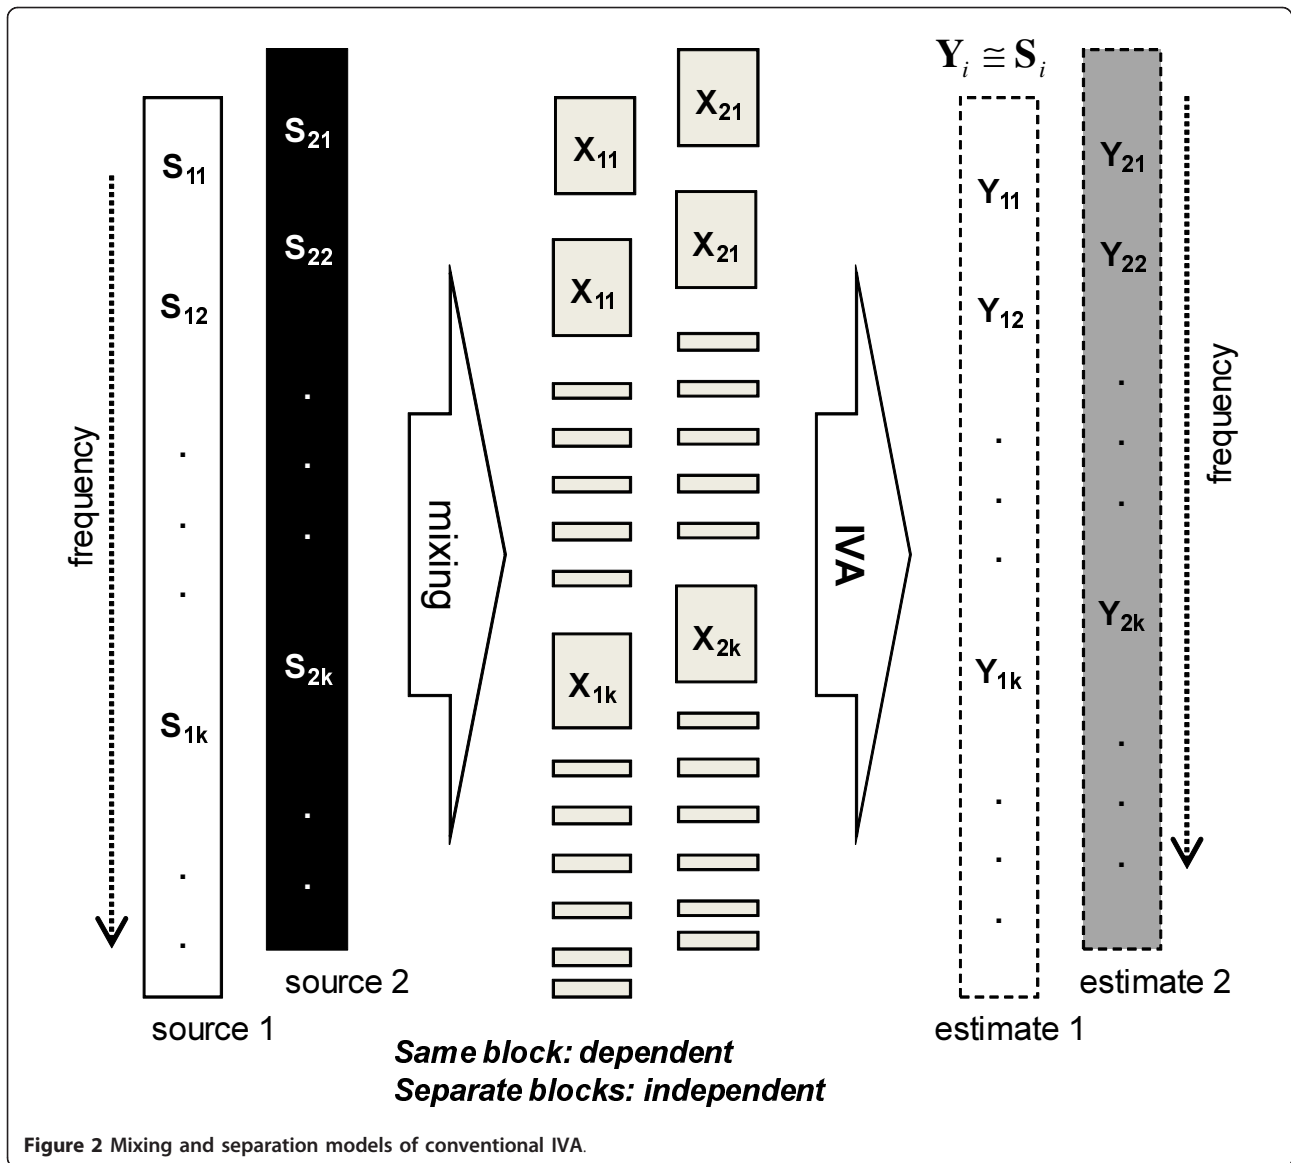 frequency
S11
S12
.
.
.
S1k
.
.
source 1
S21
S22
.
.
.
S2k
.
.
source 2
mixing
X11
X11
X1k
X21
X21
X2k
Same block: dependent
Separate blocks: independent
IVA
Yi ≅ Si
Y11
Y12
.
.
.
Y1k
.
.
.
estimate 1
Y21
Y22
.
.
.
Y2k
.
.
.
estimate 2
frequency
Figure 2 Mixing and separation models of conventional IVA.